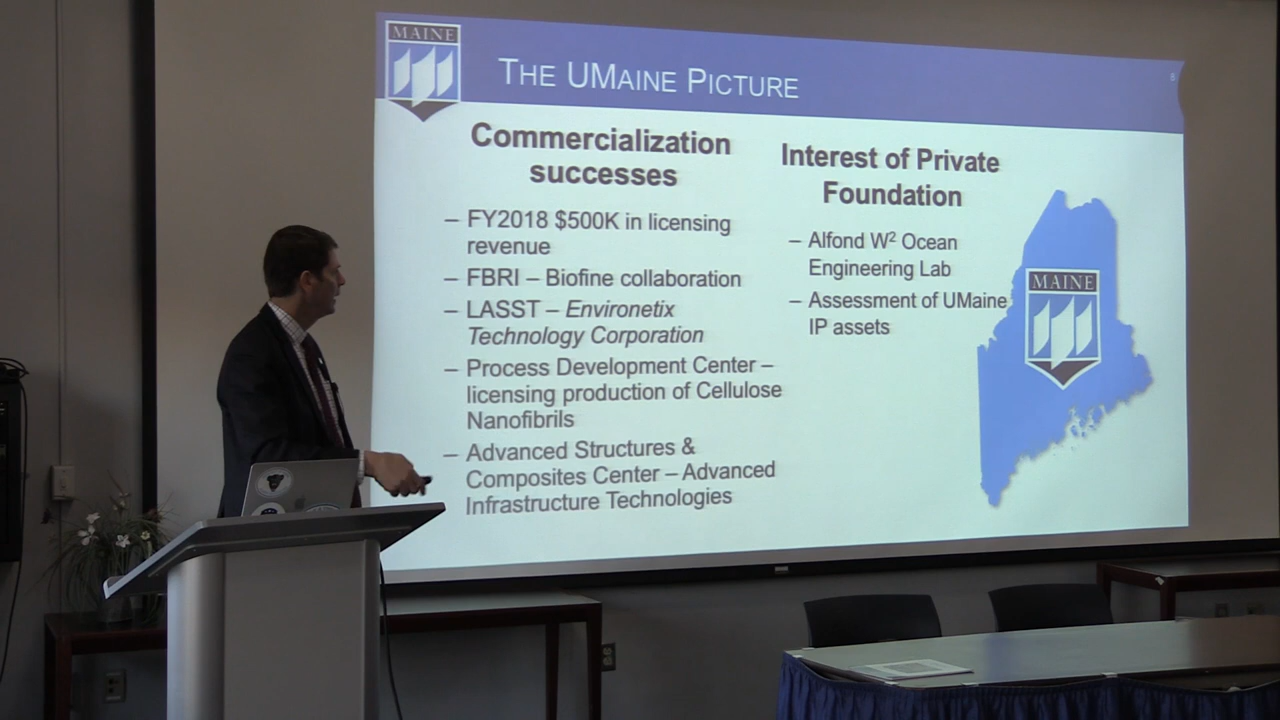 MAINE
THE UMAINE PICTURE
Commercialization
successes
– FY2018 $500K in licensing
revenue
– FBRI – Biofine collaboration
– LASST – Environetix
Technology Corporation
– Process Development Center –
licensing production of Cellulose
Nanofibrils
– Advanced Structures &
Composites Center – Advanced
Infrastructure Technologies
Interest of Private
Foundation
– Alfond W² Ocean
Engineering Lab
– Assessment of UMaine
IP assets
MAINE